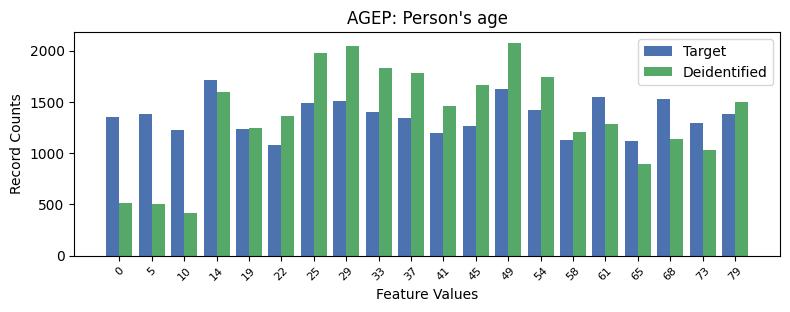 AGEP: Person's age
Target
Deidentified
Record Counts
2000
1500
1000
500
0
0 5 10 14 19 22 25 29 33 37 41 45 49 54 58 61 65 68 73 79
Feature Values